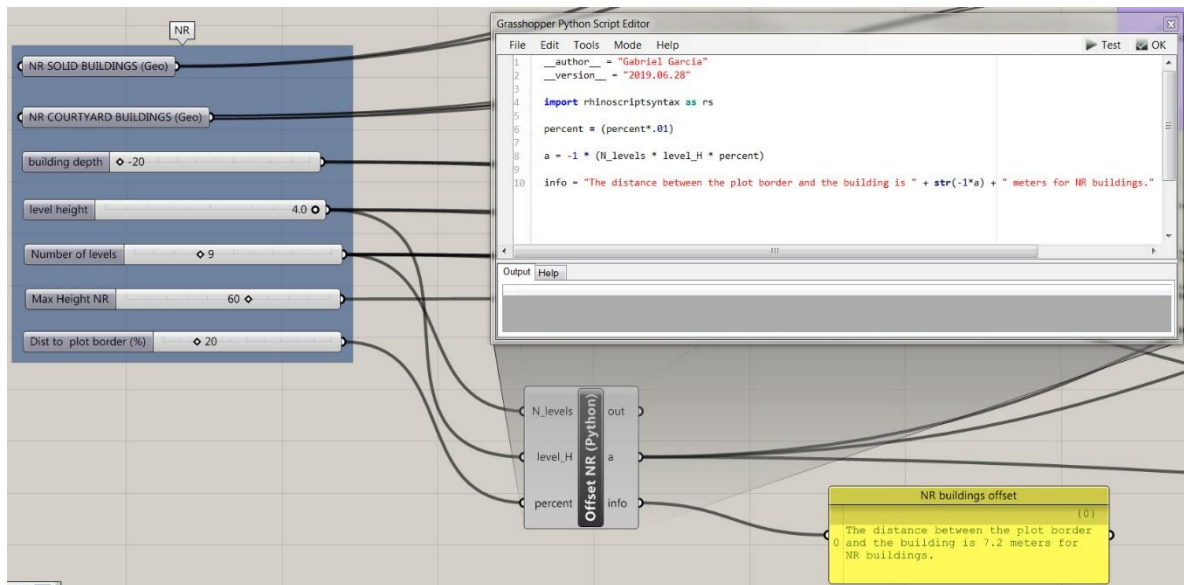 NR
NR SOLID BUILDINGS (Geo)
NR COURTYARD BUILDINGS (Geo)
building depth -20
level height 4.0
Number of levels 9
Max Height NR 60
Dist to plot border (%) 20
Grasshopper Python Script Editor
File Edit Tools Mode Help Test OK
1 __author__ = "Gabriel Garcia"
2 __version__ = "2019.06.28"
3
4 import rhinoscriptsyntax as rs
5
6 percent = (percent*.01)
7
8 a = -1 * (N_levels * level_H * percent)
9
10 info = "The distance between the plot border and the building is " + str(-1*a) + " meters for NR buildings."
Output Help
N_levels
level_H
percent
Offset NR (Python)
out
a
info
NR buildings offset
{0}
0 The distance between the plot border
and the building is 7.2 meters for
NR buildings.